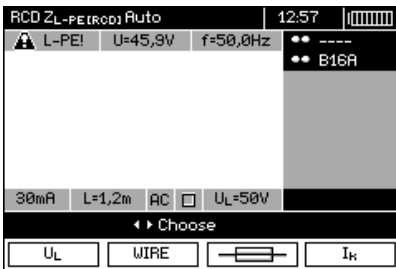 RCD ZL-PE[RCD] Auto 12:57
L-PE! U=45,9V f=50,0Hz ----
B16A
30mA L=1,2m AC UL=50V
Choose
UL WIRE IK